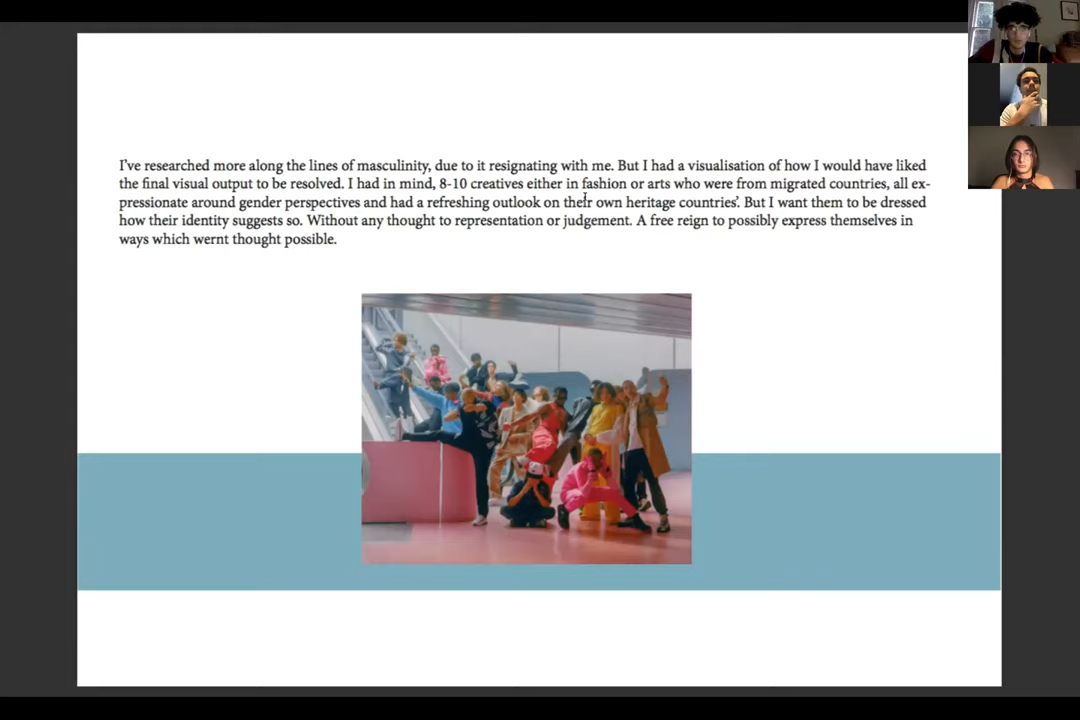 I've researched more along the lines of masculinity, due to it resignating with me. But I had a visualisation of how I would have liked
the final visual output to be resolved. I had in mind, 8-10 creatives either in fashion or arts who were from migrated countries, all ex-
pressionate around gender perspectives and had a refreshing outlook on their own heritage countries'. But I want them to be dressed
how their identity suggests so. Without any thought to representation or judgement. A free reign to possibly express themselves in
ways which wernt thought possible.